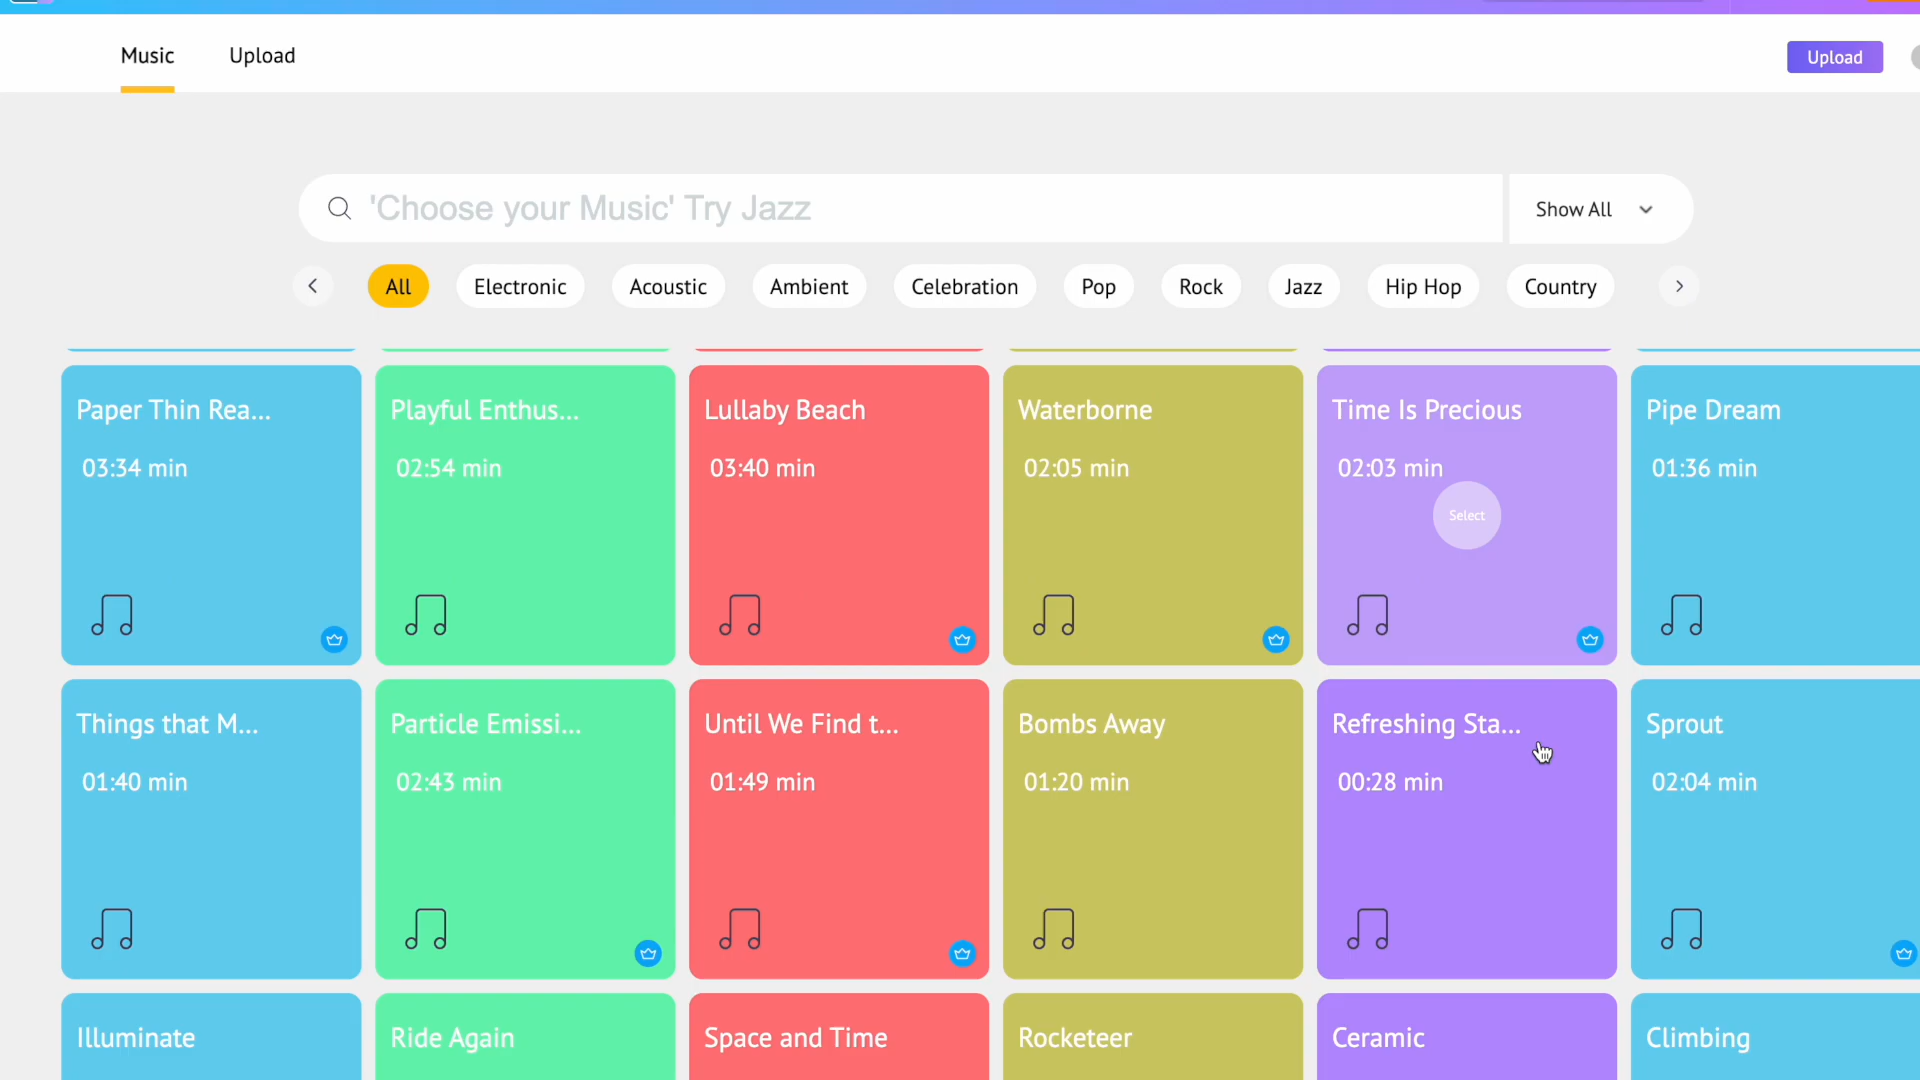 Music
Upload
Upload
'Choose your Music' Try Jazz
Show All
All
Electronic
Acoustic
Ambient
Celebration
Pop
Rock
Jazz
Hip Hop
Country
Paper Thin Rea...
Playful Enthus...
Lullaby Beach
Waterborne
Time Is Precious
Pipe Dream
03:34 min
02:54 min
03:40 min
02:05 min
02:03 min
01:36 min
Select
Things that M...
Particle Emissi...
Until We Find t...
Bombs Away
Refreshing Sta...
Sprout
01:40 min
02:43 min
01:49 min
01:20 min
00:28 min
02:04 min
Illuminate
Ride Again
Space and Time
Rocketeer
Ceramic
Climbing